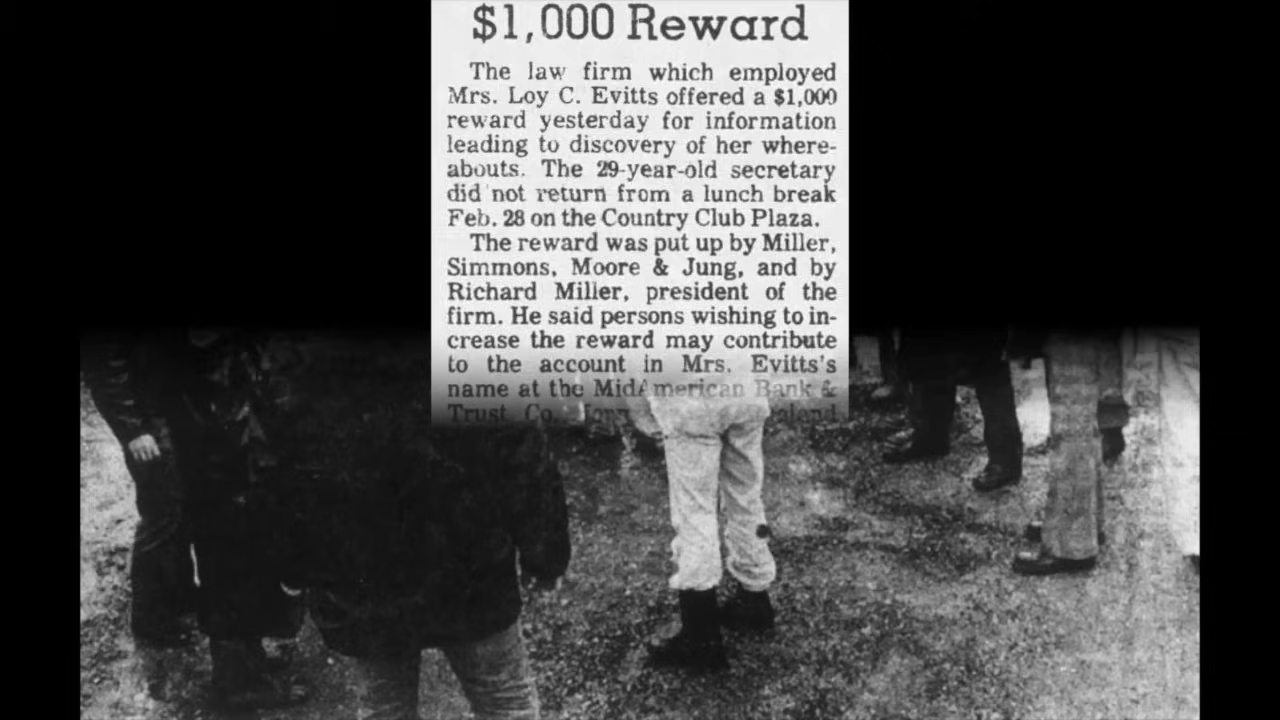 $1,000 Reward
The law firm which employed
Mrs. Loy C. Evitts offered a $1,000
reward yesterday for information
leading to discovery of her where-
abouts. The 29-year-old secretary
did not return from a lunch break
Feb. 28 on the Country Club Plaza.
The reward was put up by Miller,
Simmons, Moore & Jung, and by
Richard Miller, president of the
firm. He said persons wishing to in-
crease the reward may contribute
to the account in Mrs. Evitts's
name at the MidAmerican Bank &
Trust Co.